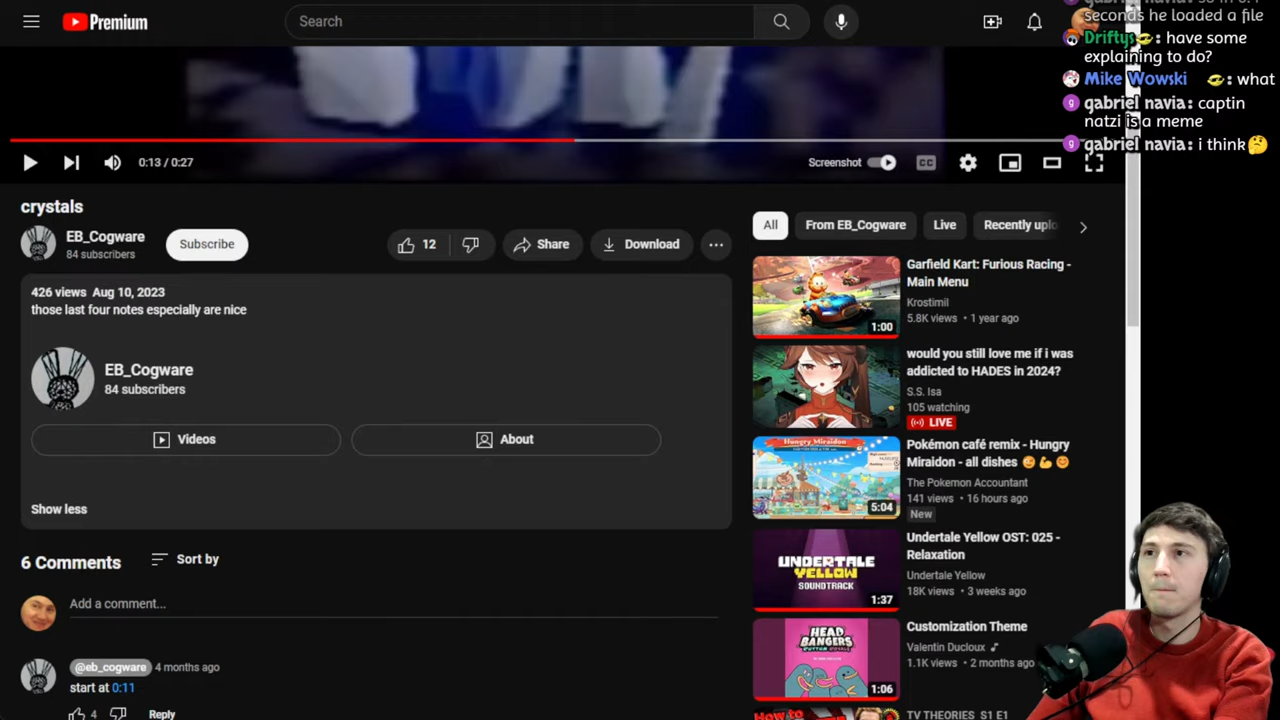 Premium
Search
seconds he loaded a file
Driftys: have some
explaining to do?
Mike Wowski : what
gabriel navia: captin
natzi is a meme
gabriel navia: i think🤔
0:13 / 0:27
Screenshot
CC
crystals
EB_Cogware
84 subscribers
Subscribe
12
Share
Download
426 views Aug 10, 2023
those last four notes especially are nice
EB_Cogware
84 subscribers
Videos
About
Show less
6 Comments
Sort by
Add a comment...
@eb_cogware 4 months ago
start at 0:11
4
Reply
All
From EB_Cogware
Live
Recently uplo
1:00
Garfield Kart: Furious Racing -
Main Menu
Krostimil
5.8K views • 1 year ago
would you still love me if i was
addicted to HADES in 2024?
S.S. Isa
105 watching
LIVE
Hungry Miraidon
5:04
Pokémon café remix - Hungry
Miraidon - all dishes 😋💪😊
The Pokemon Accountant
141 views • 16 hours ago
New
UNDERTALE
YELLOW
SOUNDTRACK
1:37
Undertale Yellow OST: 025 -
Relaxation
Undertale Yellow
18K views • 3 weeks ago
HEAD
BANGERS
1:06
Customization Theme
Valentin Ducloux
1.1K views • 2 months ago
How to
TV THEORIES S1 E1